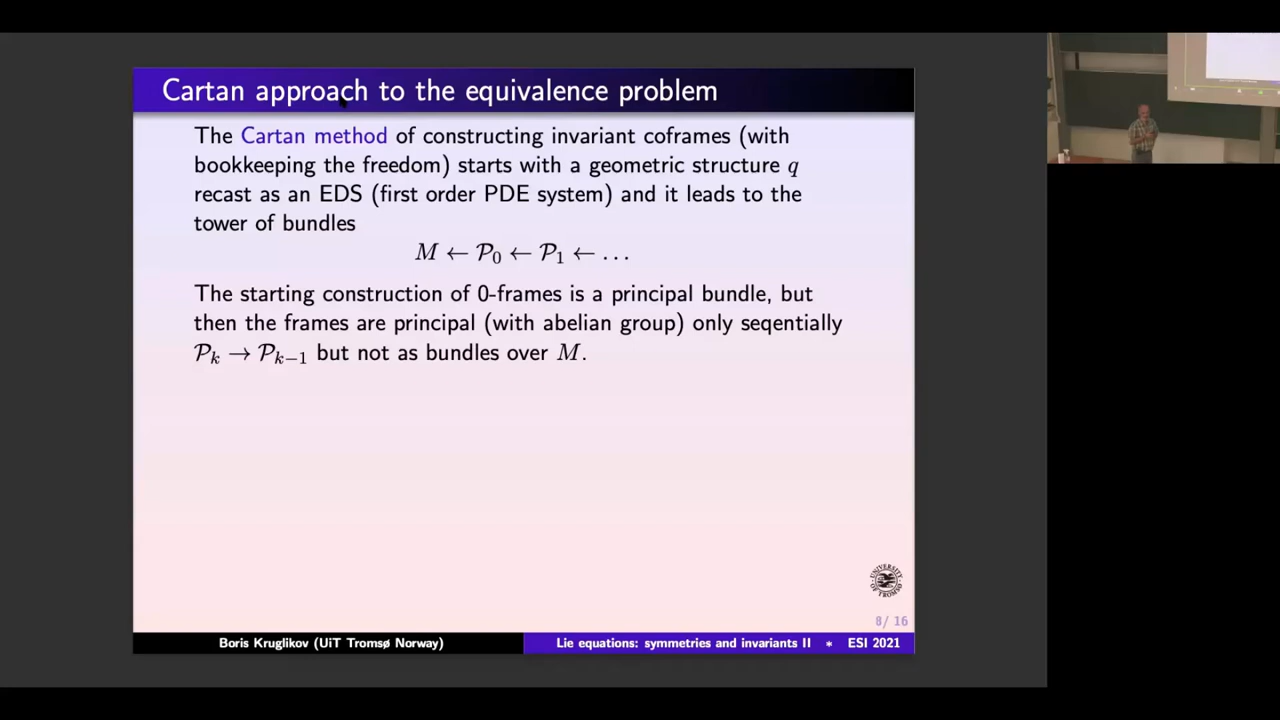 Cartan approach to the equivalence problem
The Cartan method of constructing invariant coframes (with
bookkeeping the freedom) starts with a geometric structure q
recast as an EDS (first order PDE system) and it leads to the
tower of bundles
M ← 𝒫₀ ← 𝒫₁ ← …
The starting construction of 0-frames is a principal bundle, but
then the frames are principal (with abelian group) only seqentially
𝒫ₖ → 𝒫ₖ₋₁ but not as bundles over M.
UNIVERSITY
OF TROMSØ
8/ 16
Boris Kruglikov (UiT Tromsø Norway)
Lie equations: symmetries and invariants II * ESI 2021